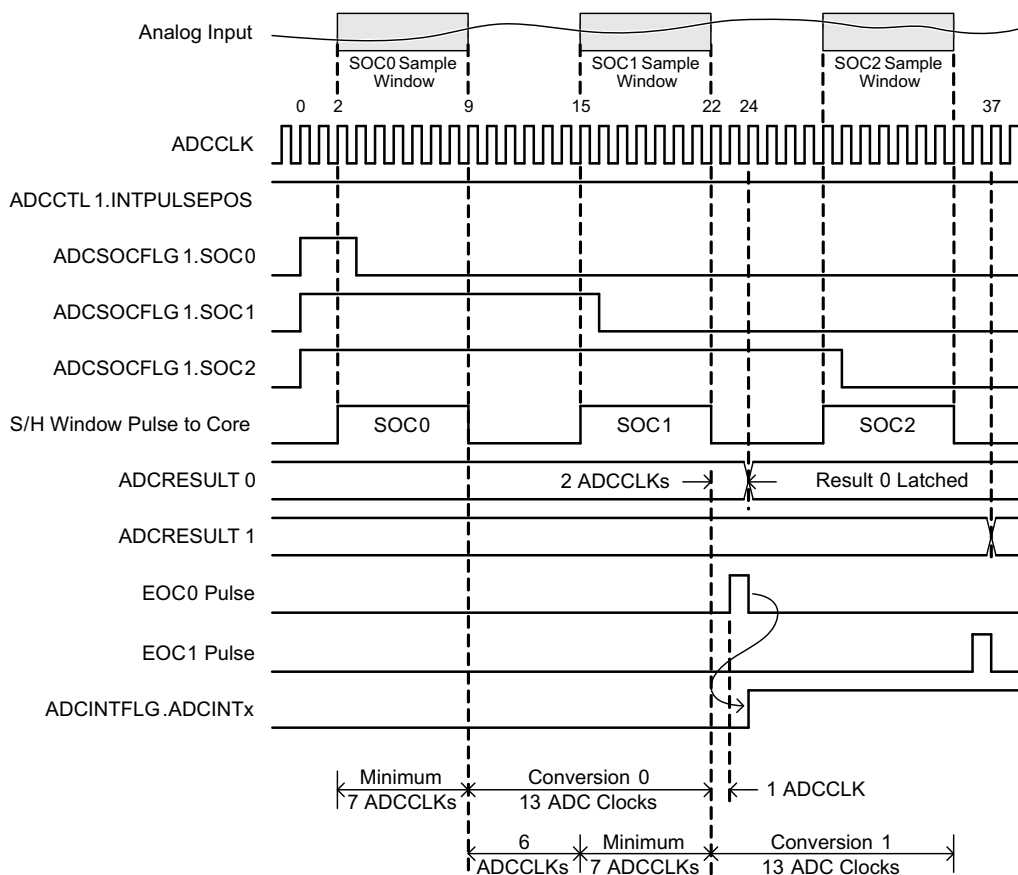 Analog Input
SOC0 Sample
Window
SOC1 Sample
Window
SOC2 Sample
Window
0 2 9 15 22 24 37
ADCCLK
ADCCTL 1.INTPULSEPOS
ADCSOCFLG 1.SOC0
ADCSOCFLG 1.SOC1
ADCSOCFLG 1.SOC2
S/H Window Pulse to Core
SOC0 SOC1 SOC2
ADCRESULT 0
2 ADCCLKs
Result 0 Latched
ADCRESULT 1
EOC0 Pulse
EOC1 Pulse
ADCINTFLG.ADCINTx
Minimum
7 ADCCLKs
Conversion 0
13 ADC Clocks
1 ADCCLK
6
ADCCLKs
Minimum
7 ADCCLKs
Conversion 1
13 ADC Clocks